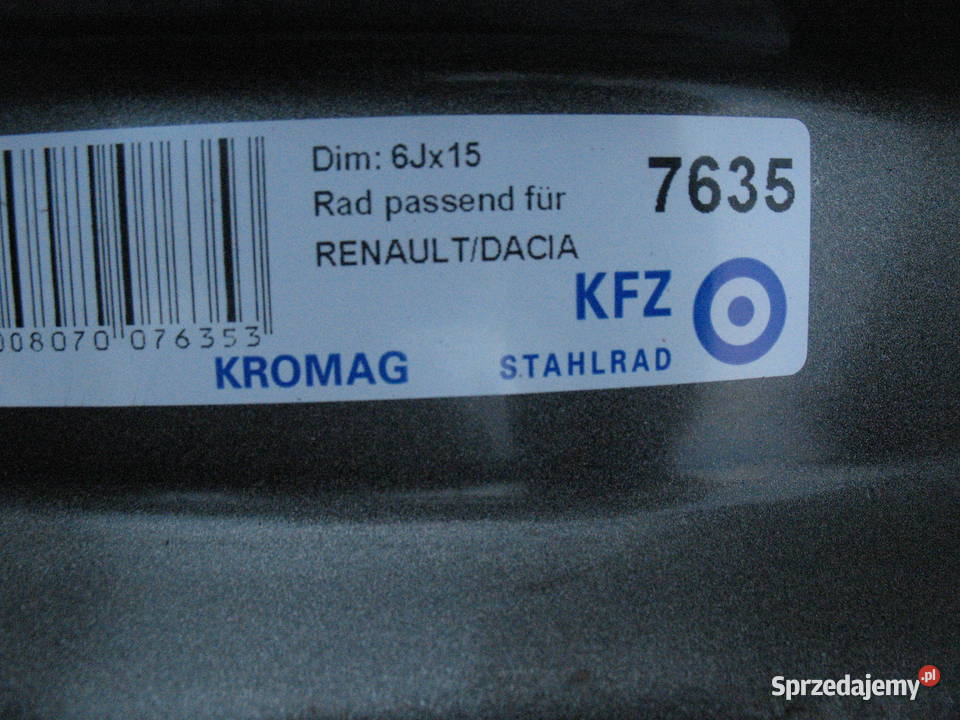 Dim: 6Jx15
7635
Rad passend für
RENAULT/DACIA
KFZ
008070 076353
KROMAG
STAHLRAD
Sprzedajemy.pl